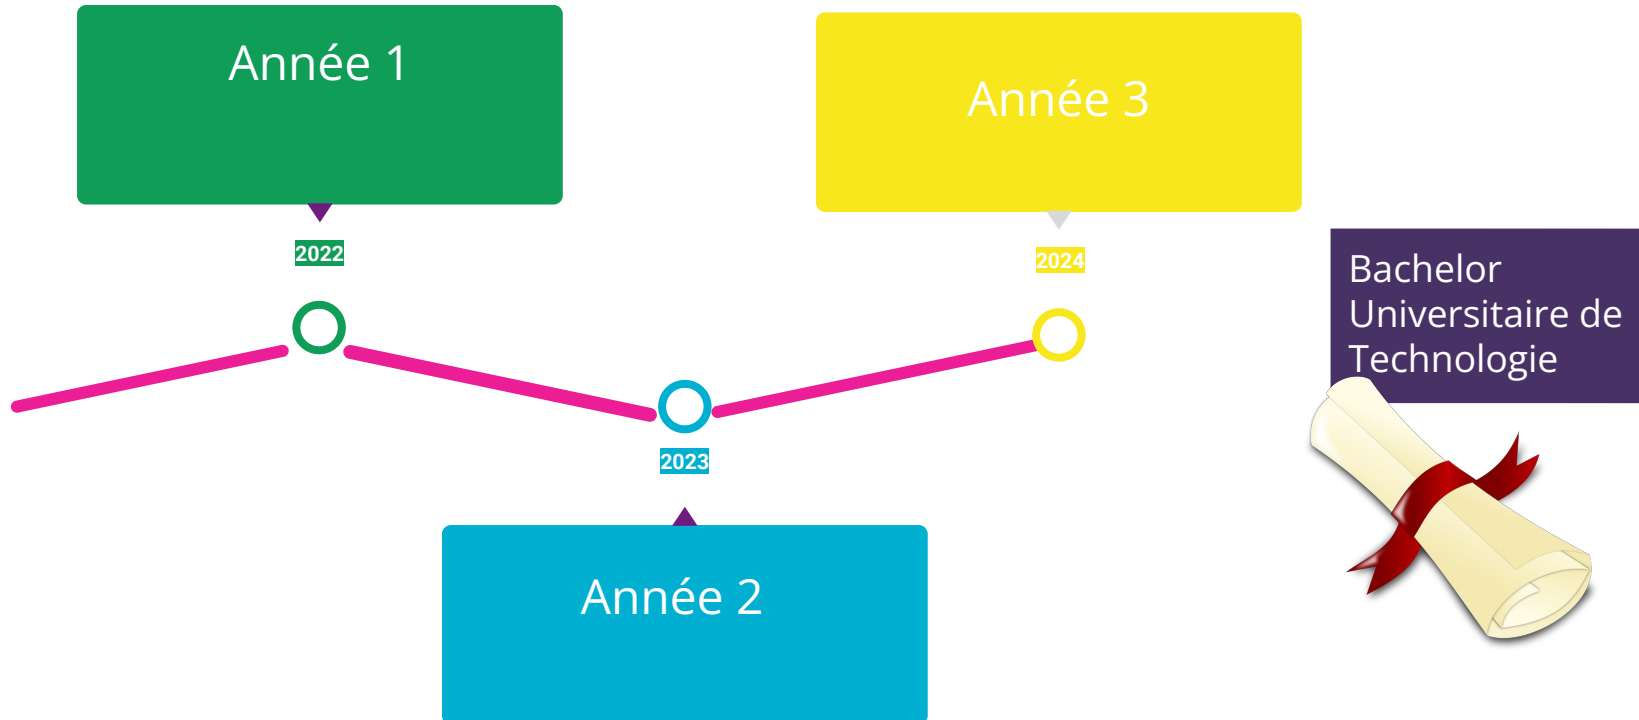 Année 1
2022
Année 2
2023
Année 3
2024
Bachelor
Universitaire de
Technologie